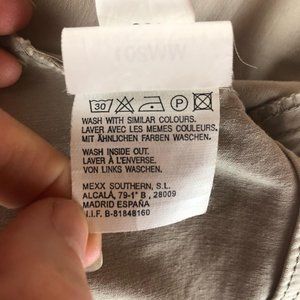 30 P
WASH WITH SIMILAR COLOURS.
LAVER AVEC LES MEMES COULEURS.
MIT ÄHNLICHEN FARBEN WASCHEN.
WASH INSIDE OUT.
LAVER À L'ENVERSE.
VON LINKS WASCHEN.
MEXX SOUTHERN, S.L.
ALCALÁ, 79-1° B , 28009
MADRID ESPAÑA
N.I.F. B-81848160